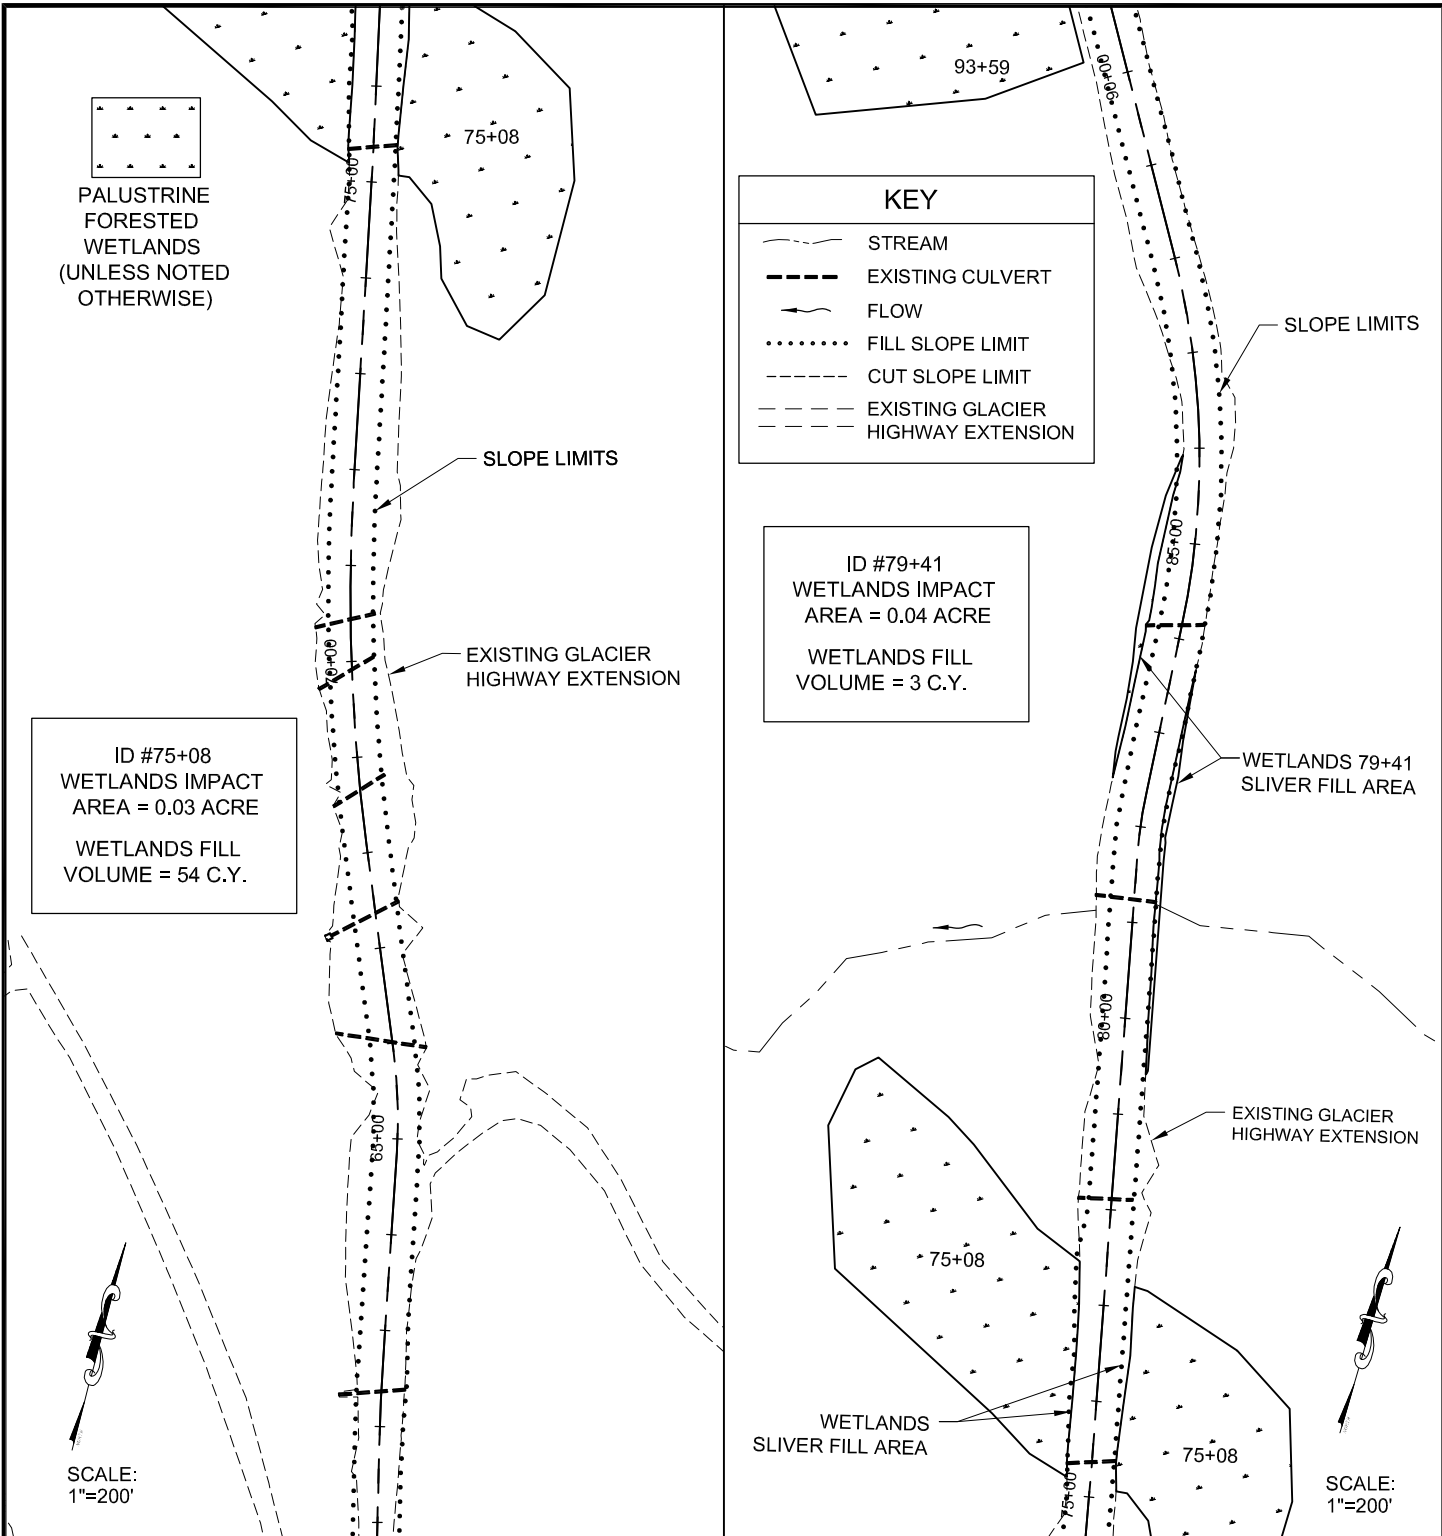 75+08
75+00
PALUSTRINE
FORESTED
WETLANDS
(UNLESS NOTED
OTHERWISE)
SLOPE LIMITS
70+00
EXISTING GLACIER
HIGHWAY EXTENSION
ID #75+08
WETLANDS IMPACT
AREA = 0.03 ACRE
WETLANDS FILL
VOLUME = 54 C.Y.
65+00
SCALE:
1"=200'
93+59
90+00
KEY
STREAM
EXISTING CULVERT
FLOW
FILL SLOPE LIMIT
CUT SLOPE LIMIT
EXISTING GLACIER
HIGHWAY EXTENSION
SLOPE LIMITS
85+00
ID #79+41
WETLANDS IMPACT
AREA = 0.04 ACRE
WETLANDS FILL
VOLUME = 3 C.Y.
WETLANDS 79+41
SLIVER FILL AREA
80+00
EXISTING GLACIER
HIGHWAY EXTENSION
75+08
WETLANDS
SLIVER FILL AREA
75+08
75+00
SCALE:
1"=200'